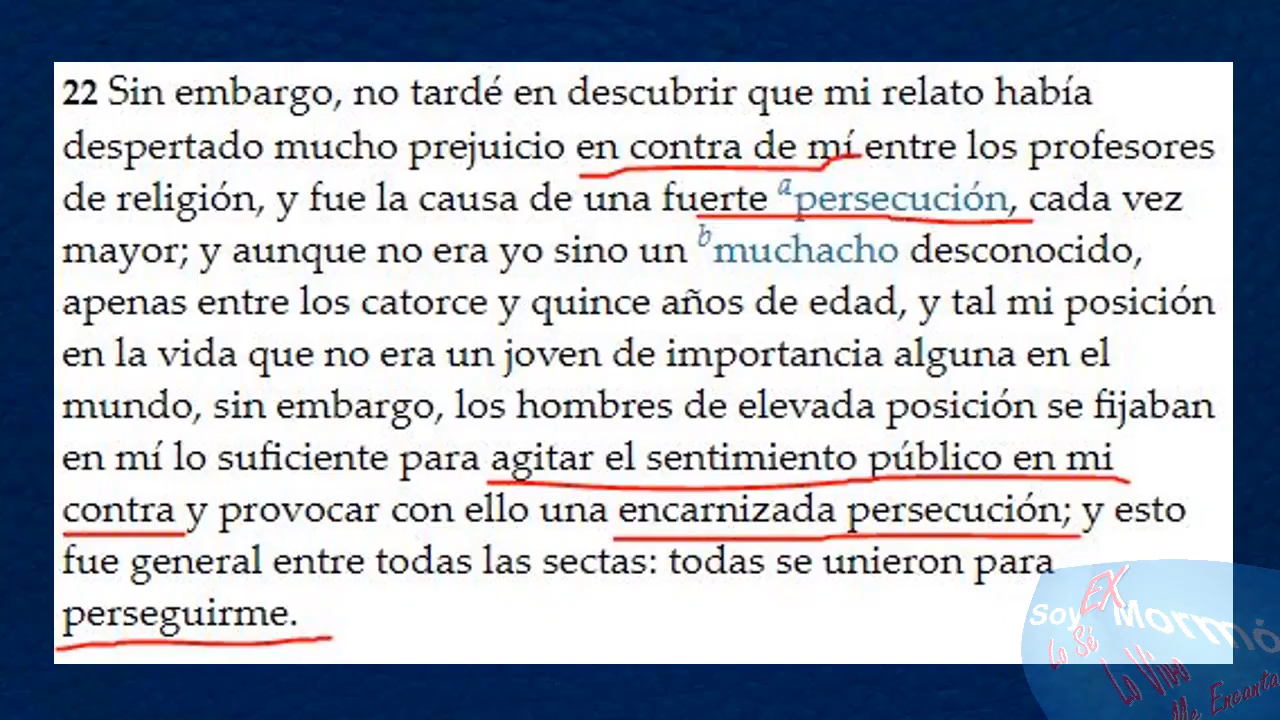 22 Sin embargo, no tardé en descubrir que mi relato había
despertado mucho prejuicio en contra de mí entre los profesores
de religión, y fue la causa de una fuerte ᵃpersecución, cada vez
mayor; y aunque no era yo sino un ᵇmuchacho desconocido,
apenas entre los catorce y quince años de edad, y tal mi posición
en la vida que no era un joven de importancia alguna en el
mundo, sin embargo, los hombres de elevada posición se fijaban
en mí lo suficiente para agitar el sentimiento público en mi
contra y provocar con ello una encarnizada persecución; y esto
fue general entre todas las sectas: todas se unieron para
perseguirme.
EX
Soy Mormó
Lo Sé
Lo Vivo
Me Encanta